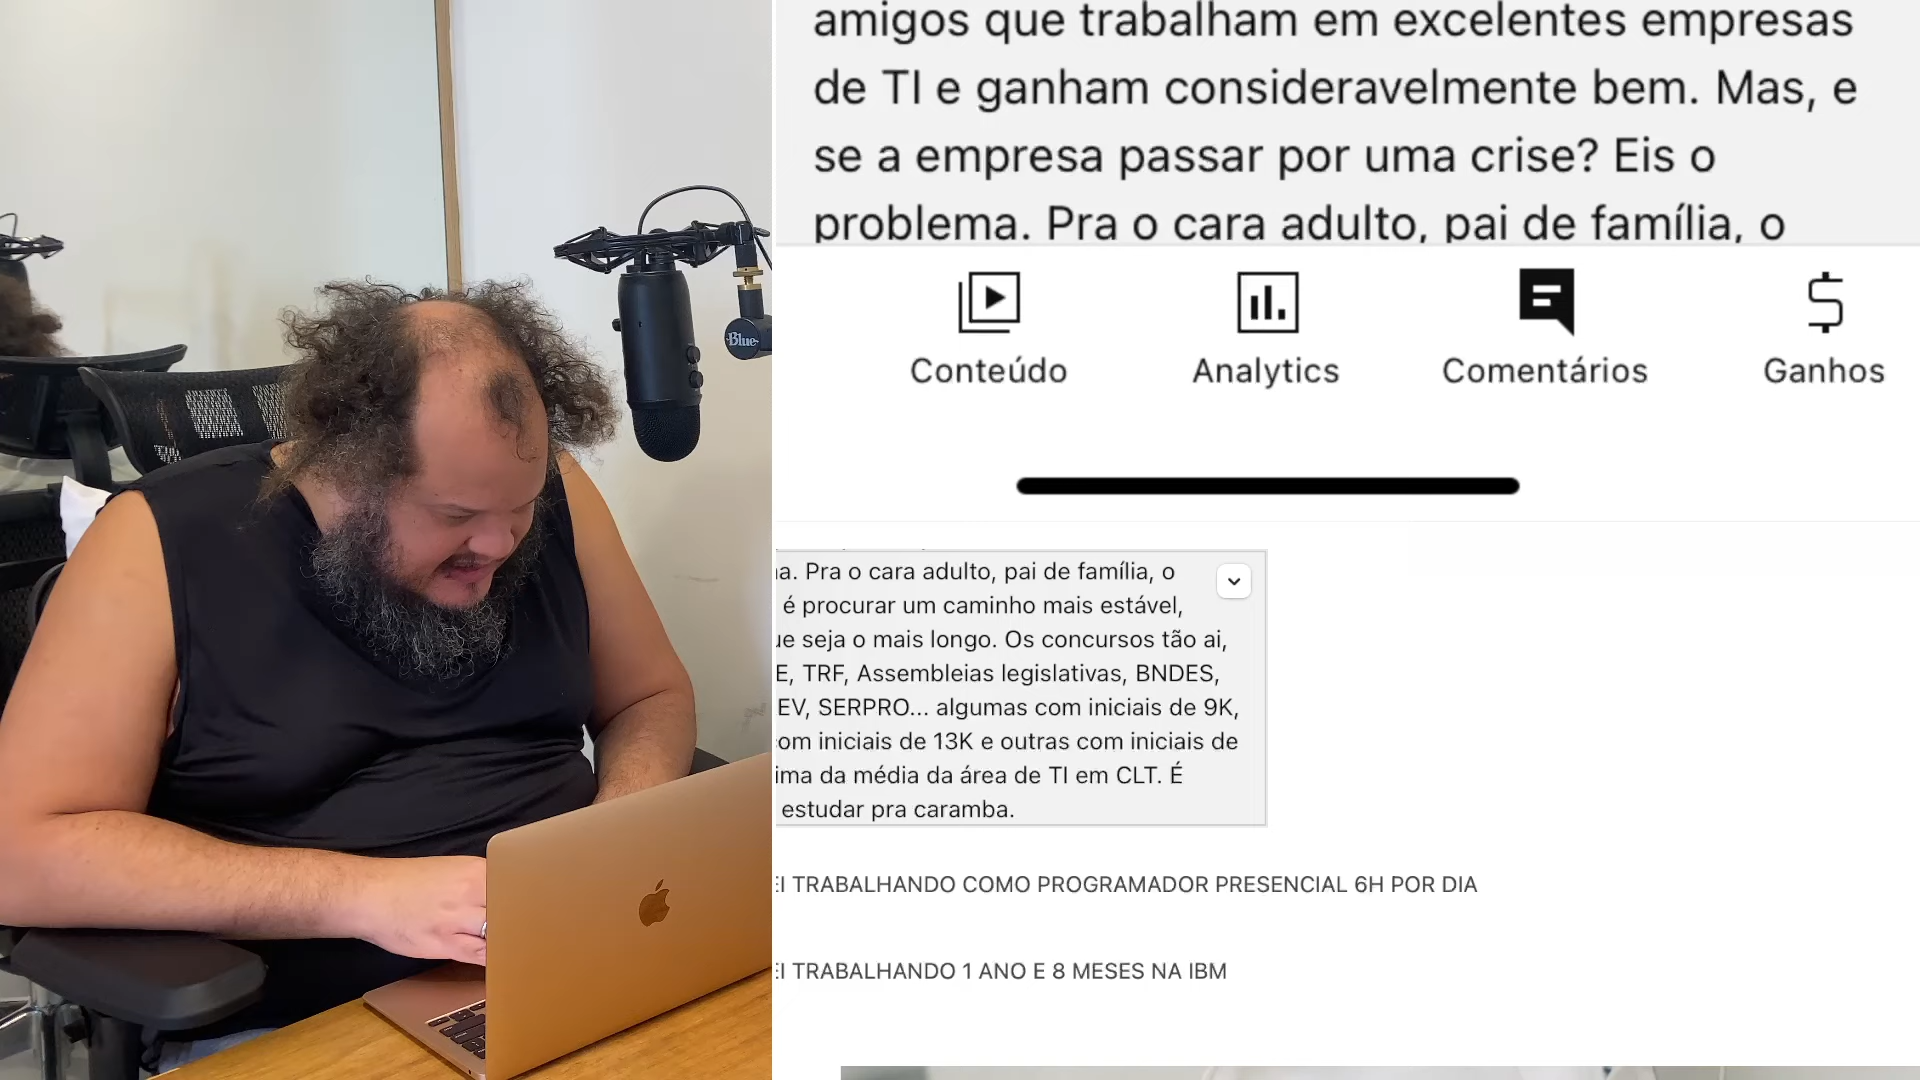 amigos que trabalham em excelentes empresas
de TI e ganham consideravelmente bem. Mas, e
se a empresa passar por uma crise? Eis o
problema. Pra o cara adulto, pai de família, o
Conteúdo
Analytics
Comentários
Ganhos
Blue
a. Pra o cara adulto, pai de família, o
é procurar um caminho mais estável,
ue seja o mais longo. Os concursos tão ai,
E, TRF, Assembleias legislativas, BNDES,
EV, SERPRO... algumas com iniciais de 9K,
com iniciais de 13K e outras com iniciais de
ima da média da área de TI em CLT. É
estudar pra caramba.
EI TRABALHANDO COMO PROGRAMADOR PRESENCIAL 6H POR DIA
EI TRABALHANDO 1 ANO E 8 MESES NA IBM